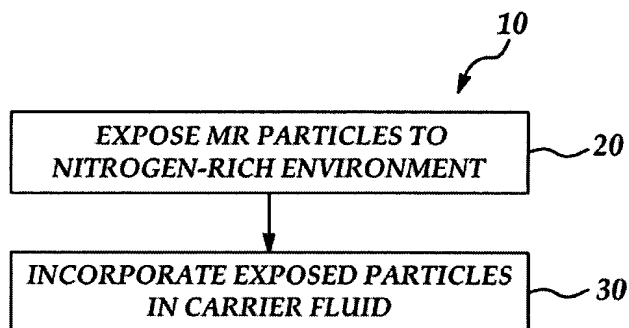 10
EXPOSE MR PARTICLES TO
NITROGEN-RICH ENVIRONMENT
20
INCORPORATE EXPOSED PARTICLES
IN CARRIER FLUID
30